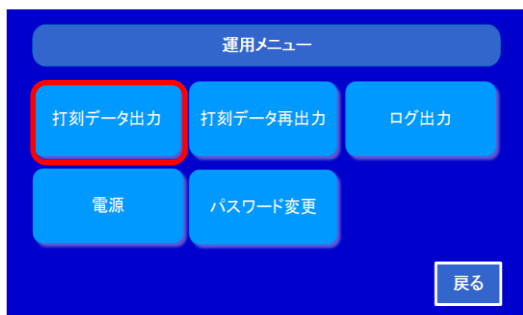 運用メニュー
打刻データ出力
打刻データ再出力
ログ出力
電源
パスワード変更
戻る